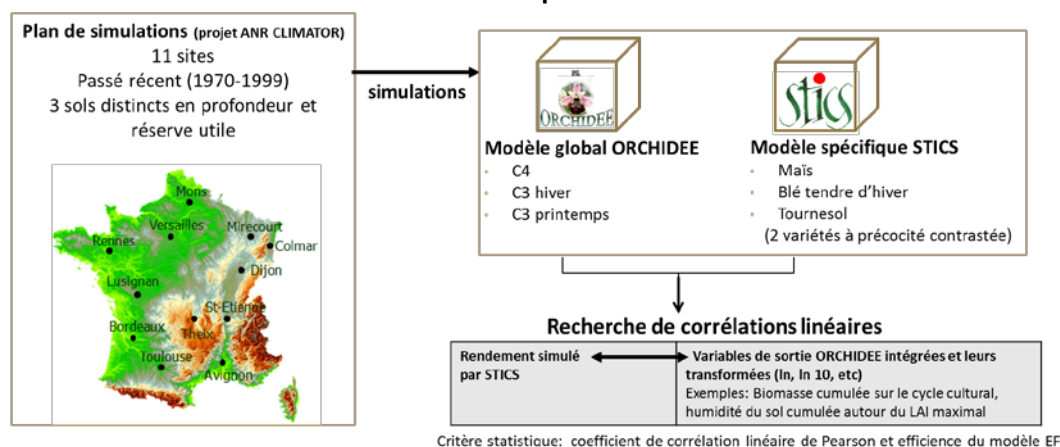 Plan de simulations (projet ANR CLIMATOR)
11 sites
Passé récent (1970-1999)
3 sols distincts en profondeur et
réserve utile
Mons
Versailles
Mirecourt
Rennes
Colmar
Dijon
Lusignan
St-Etienne
Bordeaux
Theix
Toulouse
Avignon
simulations
ORCHIDEE
Modèle global ORCHIDEE
• C4
• C3 hiver
• C3 printemps
stics
Modèle spécifique STICS
• Maïs
• Blé tendre d'hiver
• Tournesol
(2 variétés à précocité contrastée)
Recherche de corrélations linéaires
Rendement simulé
par STICS
Variables de sortie ORCHIDEE intégrées et leurs
transformées (ln, ln 10, etc)
Exemples: Biomasse cumulée sur le cycle cultural,
humidité du sol cumulée autour du LAI maximal
Critère statistique: coefficient de corrélation linéaire de Pearson et efficience du modèle EF